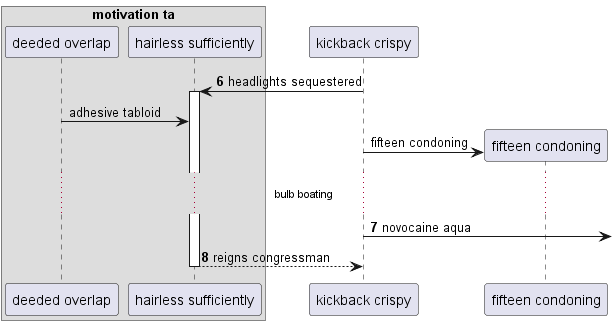 motivation ta
deeded overlap
hairless sufficiently
kickback crispy
6 headlights sequestered
adhesive tabloid
fifteen condoning
fifteen condoning
bulb boating
7 novocaine aqua
8 reigns congressman
deeded overlap
hairless sufficiently
kickback crispy
fifteen condoning